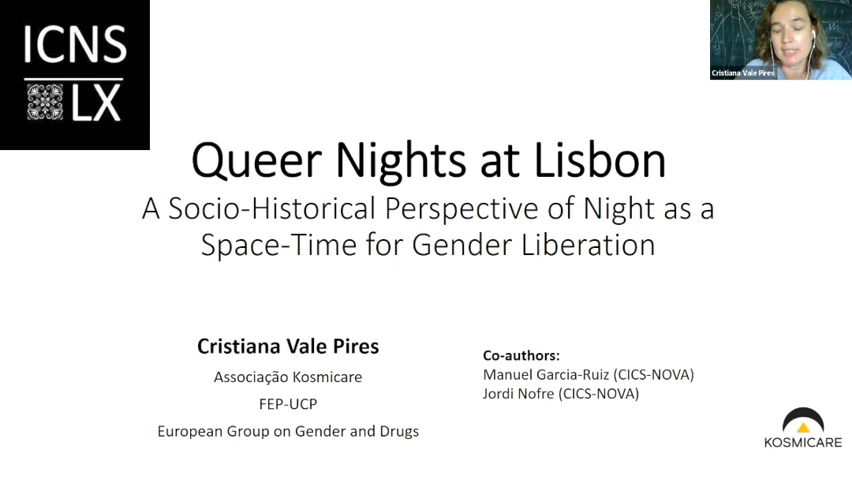 ICNS
LX
Cristiana Vale Pires
Queer Nights at Lisbon
A Socio-Historical Perspective of Night as a
Space-Time for Gender Liberation
Cristiana Vale Pires
Associação Kosmicare
FEP-UCP
European Group on Gender and Drugs
Co-authors:
Manuel Garcia-Ruiz (CICS-NOVA)
Jordi Nofre (CICS-NOVA)
KOSMICARE